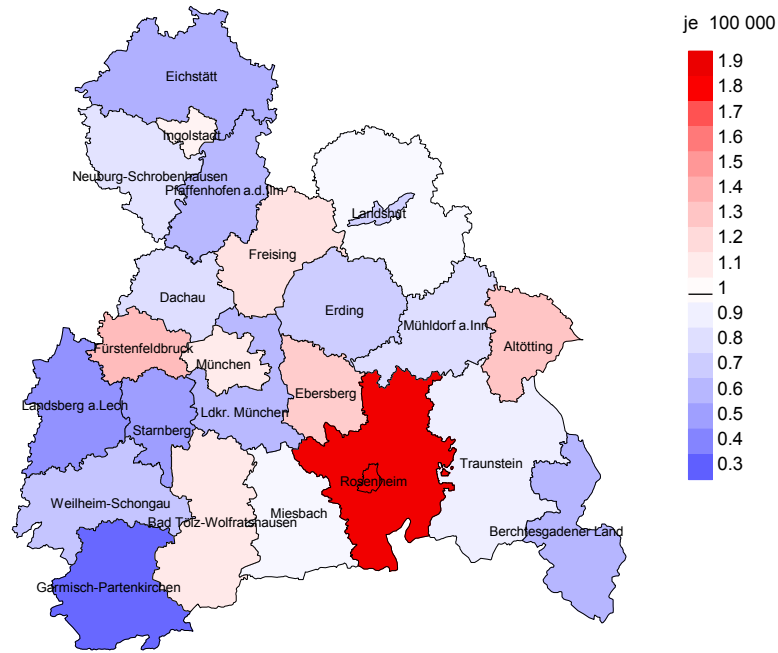 je 100 000
1.9
1.8
1.7
1.6
1.5
1.4
1.3
1.2
1.1
1
0.9
0.8
0.7
0.6
0.5
0.4
0.3
Eichstätt
Ingolstadt
Neuburg-Schrobenhausen
Pfaffenhofen a.d.Ilm
Landshut
Freising
Dachau
Erding
Mühldorf a.Inn
Fürstenfeldbruck
München
Altötting
Ebersberg
Landsberg a.Lech
Ldkr. München
Starnberg
Traunstein
Rosenheim
Weilheim-Schongau
Miesbach
Bad Tölz-Wolfratshausen
Berchtesgadener Land
Garmisch-Partenkirchen